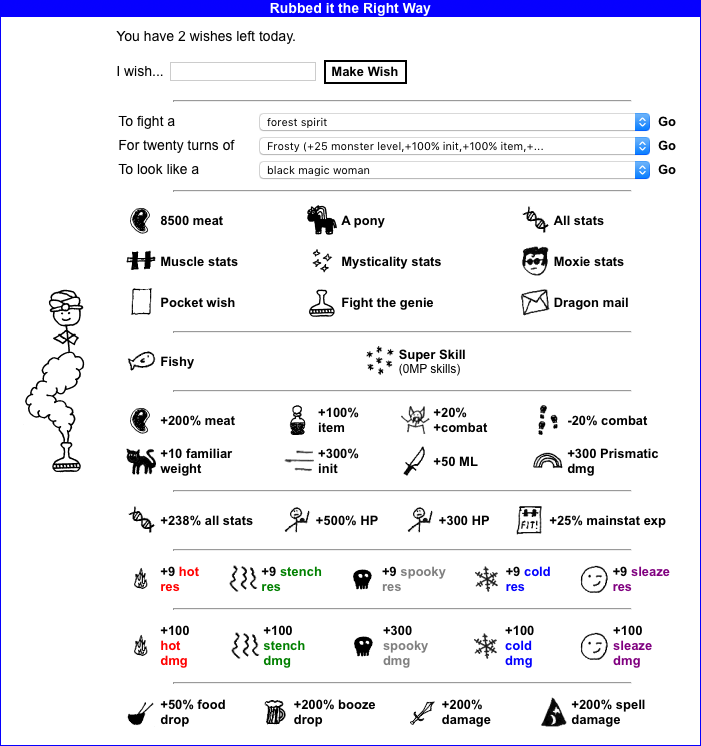 Rubbed it the Right Way
You have 2 wishes left today.
I wish... Make Wish
To fight a forest spirit Go
For twenty turns of Frosty (+25 monster level,+100% init,+100% item,+... Go
To look like a black magic woman Go
8500 meat A pony All stats
Muscle stats Mysticality stats Moxie stats
Pocket wish Fight the genie Dragon mail
Fishy Super Skill
(0MP skills)
+200% meat +100% +20% -20% combat
item +combat
+10 familiar +300% +50 ML +300 Prismatic
weight init dmg
+238% all stats +500% HP +300 HP FIT! +25% mainstat exp
+9 hot +9 stench +9 spooky +9 cold +9 sleaze
res res res res res
+100 +100 +300 +100 +100
hot stench spooky cold sleaze
dmg dmg dmg dmg dmg
+50% food +200% booze +200% +200% spell
drop drop damage damage